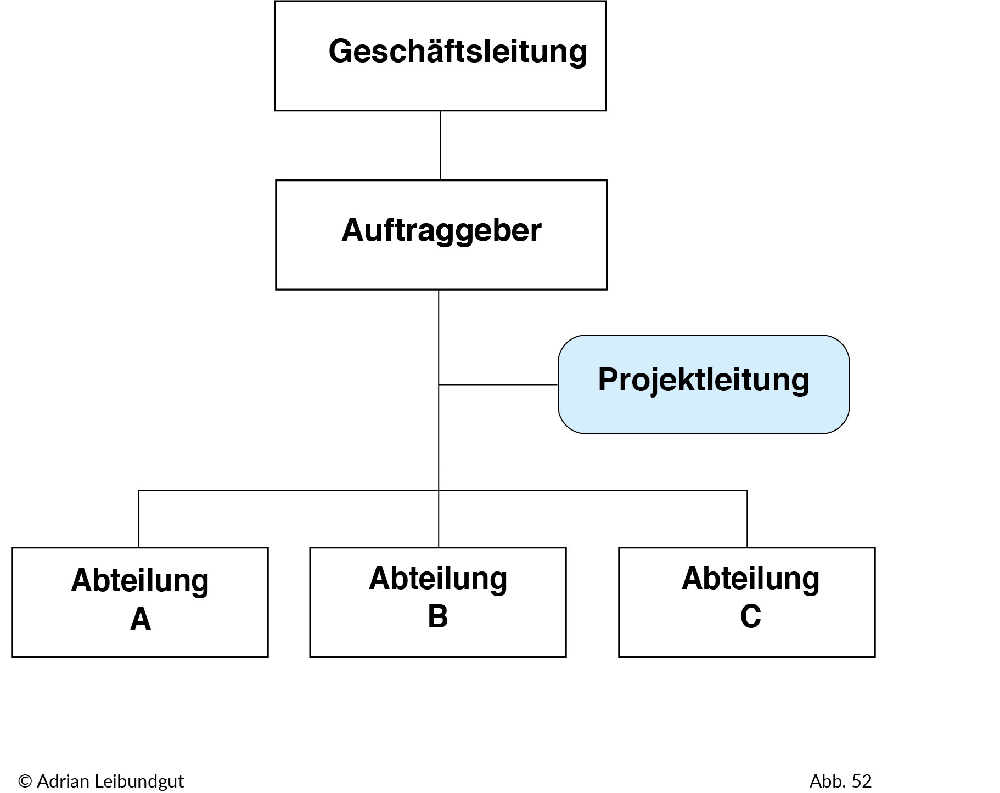 Geschäftsleitung
Auftraggeber
Projektleitung
Abteilung
A
Abteilung
B
Abteilung
C
© Adrian Leibundgut
Abb. 52